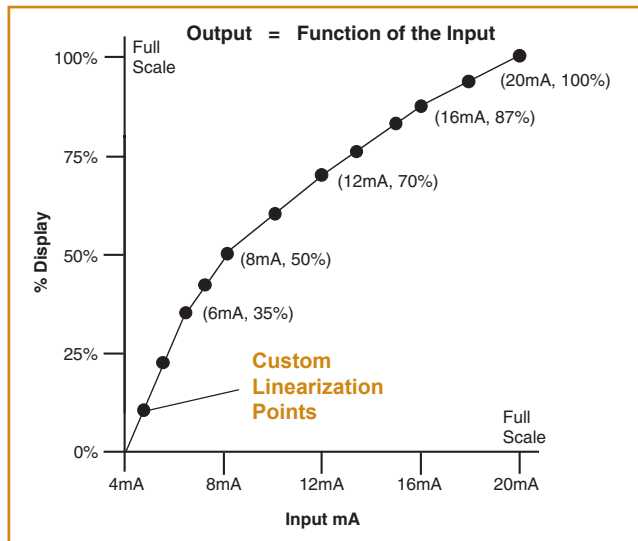 Output = Function of the Input
Full
Scale
100%
(20mA, 100%)
(16mA, 87%)
75%
(12mA, 70%)
% Display
50%
(8mA, 50%)
(6mA, 35%)
25%
Custom
Linearization
Points
Full
Scale
0%
4mA 8mA 12mA 16mA 20mA
Input mA